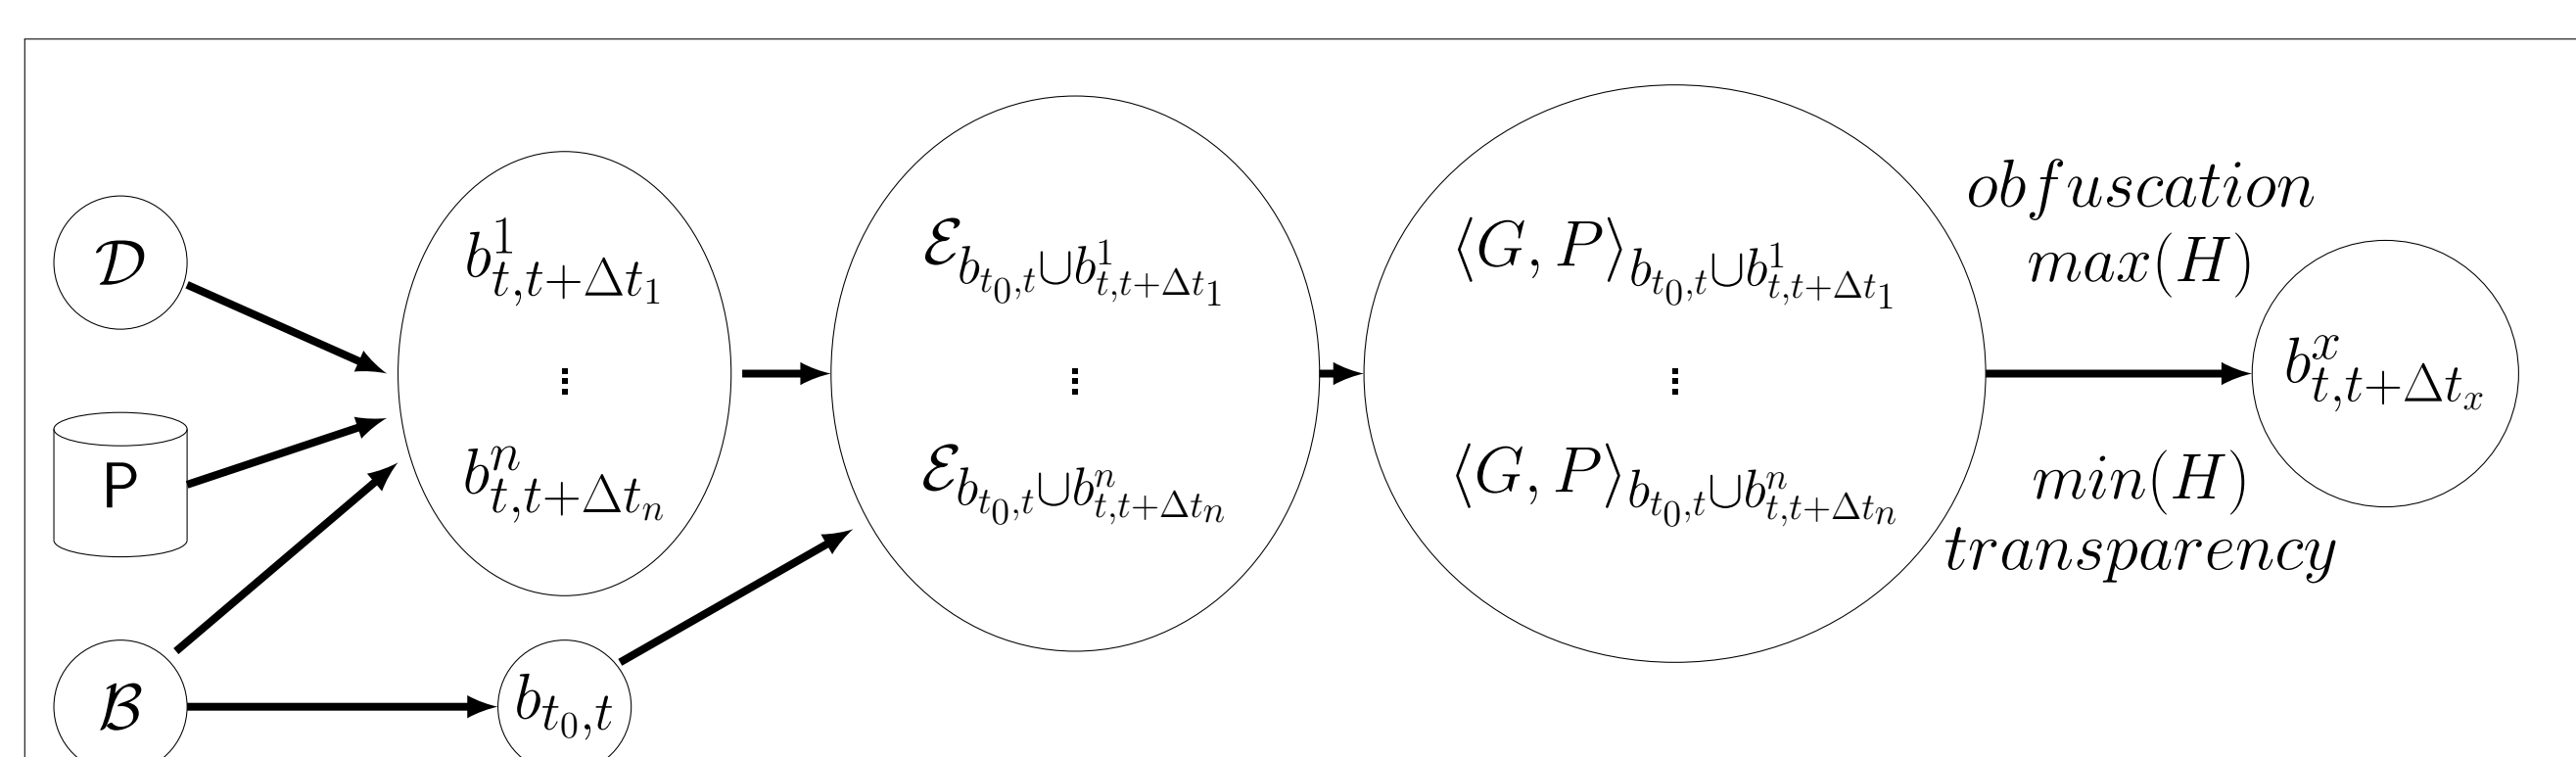 𝒟
P
ℬ
b^1_{t,t+Δt_1}
⋮
b^n_{t,t+Δt_n}
b_{t_0,t}
ℰ_{b_{t_0,t}∪b^1_{t,t+Δt_1}}
⋮
ℰ_{b_{t_0,t}∪b^n_{t,t+Δt_n}}
⟨G, P⟩_{b_{t_0,t}∪b^1_{t,t+Δt_1}}
⋮
⟨G, P⟩_{b_{t_0,t}∪b^n_{t,t+Δt_n}}
obfuscation
max(H)
min(H)
transparency
b^x_{t,t+Δt_x}